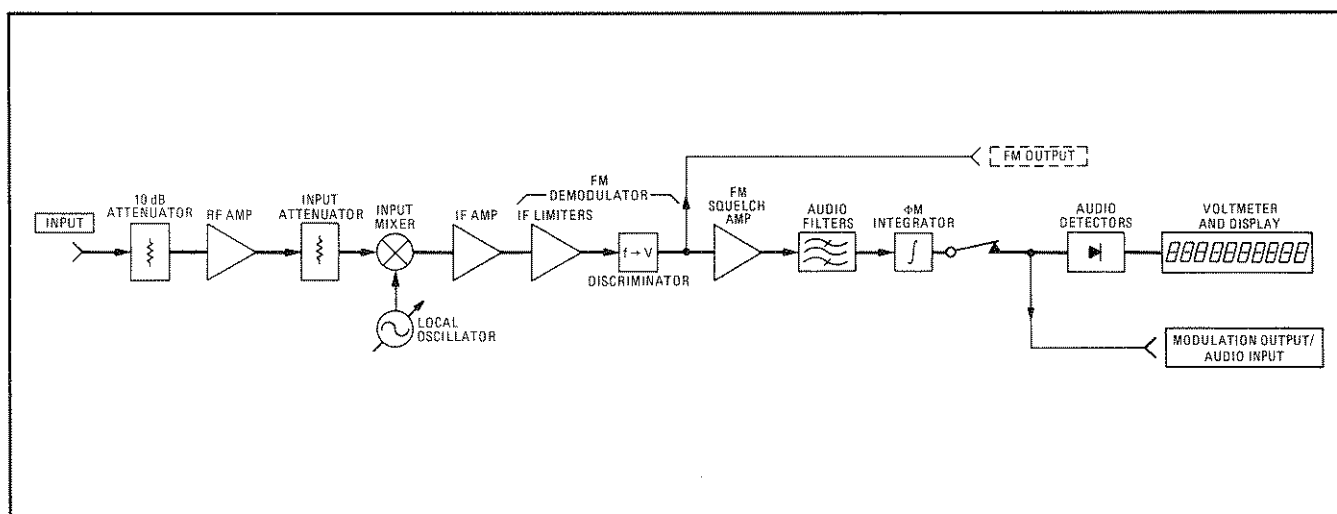 INPUT
10 dB
ATTENUATOR
RF AMP
INPUT
ATTENUATOR
INPUT
MIXER
LOCAL
OSCILLATOR
IF AMP
FM
DEMODULATOR
IF LIMITERS
f → V
DISCRIMINATOR
FM OUTPUT
FM
SQUELCH
AMP
AUDIO
FILTERS
ΦM
INTEGRATOR
∫
AUDIO
DETECTORS
VOLTMETER
AND DISPLAY
8888888888
MODULATION OUTPUT/
AUDIO INPUT